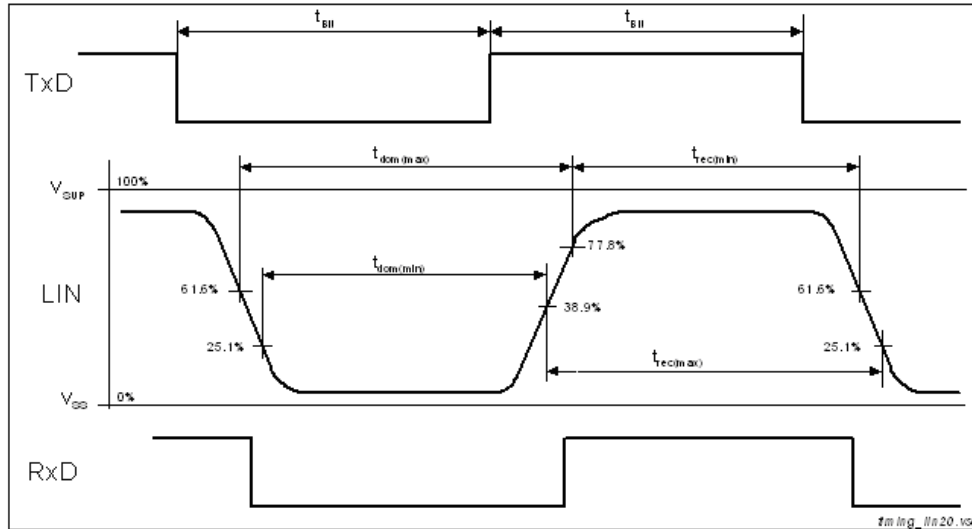 tBit tBit
TxD
tdom(max) trec(min)
VSUP 100%
77.8%
tdom(min)
LIN 61.6% 38.9% 61.6%
25.1% 25.1%
trec(max)
VSS 0%
RxD
timing_lin20.vs